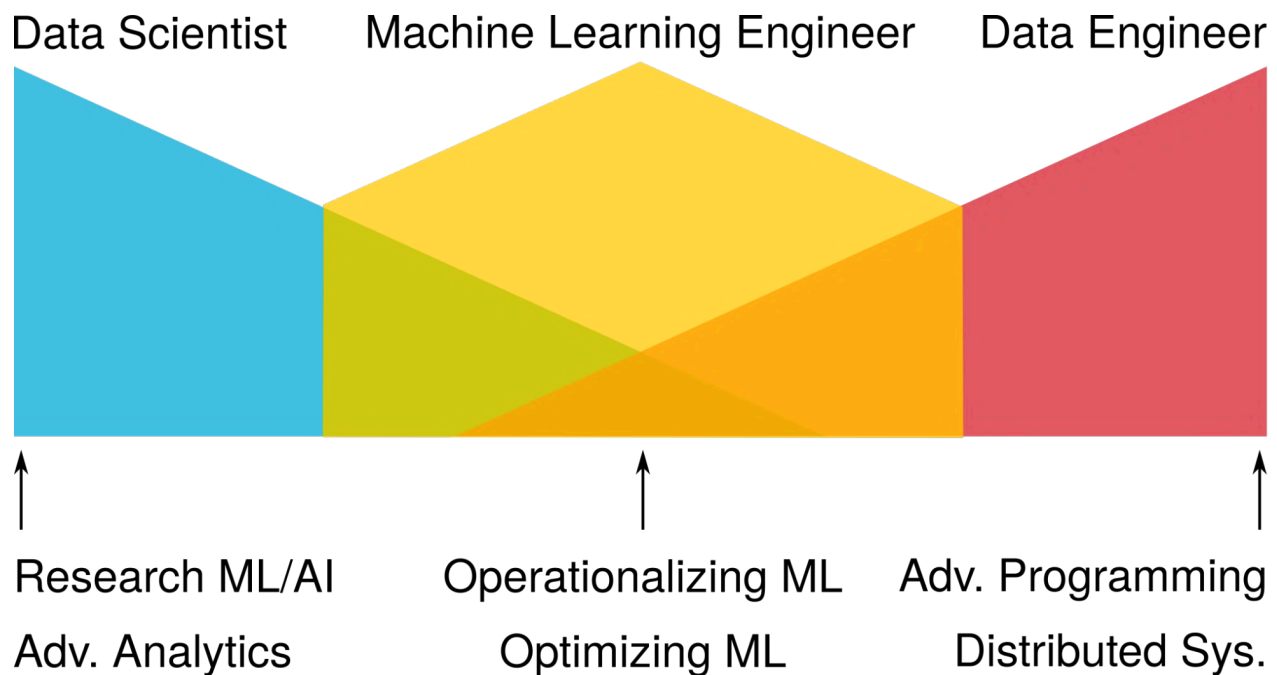 Data Scientist Machine Learning Engineer Data Engineer
Research ML/AI Operationalizing ML Adv. Programming
Adv. Analytics Optimizing ML Distributed Sys.